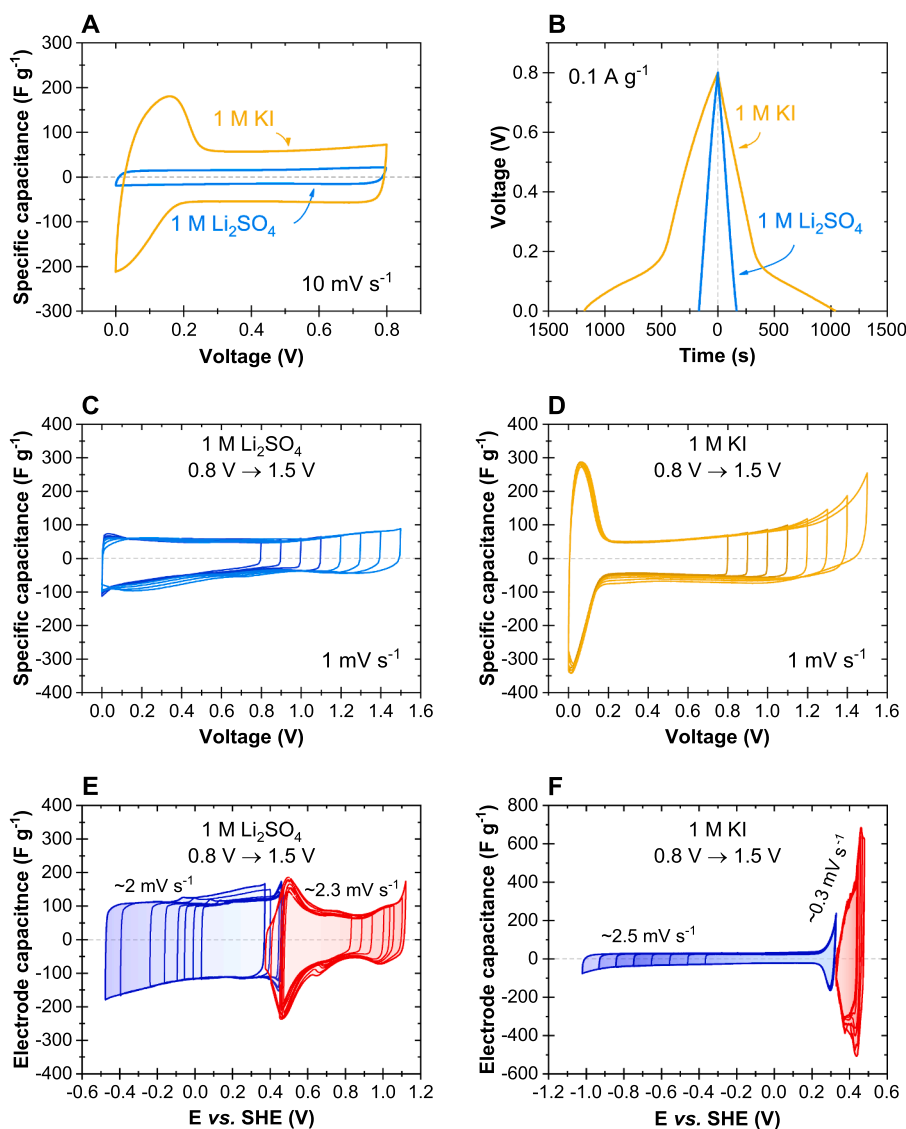 A
Specific capacitance (F g⁻¹)
300
200
100
0
-100
-200
-300
1 M KI
1 M Li₂SO₄
10 mV s⁻¹
0.0 0.2 0.4 0.6 0.8
Voltage (V)
B
Voltage (V)
0.8
0.6
0.4
0.2
0.0
0.1 A g⁻¹
1 M KI
1 M Li₂SO₄
1500 1000 500 0 500 1000 1500
Time (s)
C
Specific capacitance (F g⁻¹)
400
300
200
100
0
-100
-200
-300
-400
1 M Li₂SO₄
0.8 V → 1.5 V
1 mV s⁻¹
0.0 0.2 0.4 0.6 0.8 1.0 1.2 1.4 1.6
Voltage (V)
D
Specific capacitance (F g⁻¹)
400
300
200
100
0
-100
-200
-300
-400
1 M KI
0.8 V → 1.5 V
1 mV s⁻¹
0.0 0.2 0.4 0.6 0.8 1.0 1.2 1.4 1.6
Voltage (V)
E
Electrode capacitnce (F g⁻¹)
400
300
200
100
0
-100
-200
-300
-400
1 M Li₂SO₄
0.8 V → 1.5 V
~2 mV s⁻¹
~2.3 mV s⁻¹
-0.6 -0.4 -0.2 0.0 0.2 0.4 0.6 0.8 1.0 1.2
E vs. SHE (V)
F
Electrode capacitance (F g⁻¹)
800
600
400
200
0
-200
-400
-600
1 M KI
0.8 V → 1.5 V
~2.5 mV s⁻¹
~0.3 mV s⁻¹
-1.2 -1.0 -0.8 -0.6 -0.4 -0.2 0.0 0.2 0.4 0.6
E vs. SHE (V)